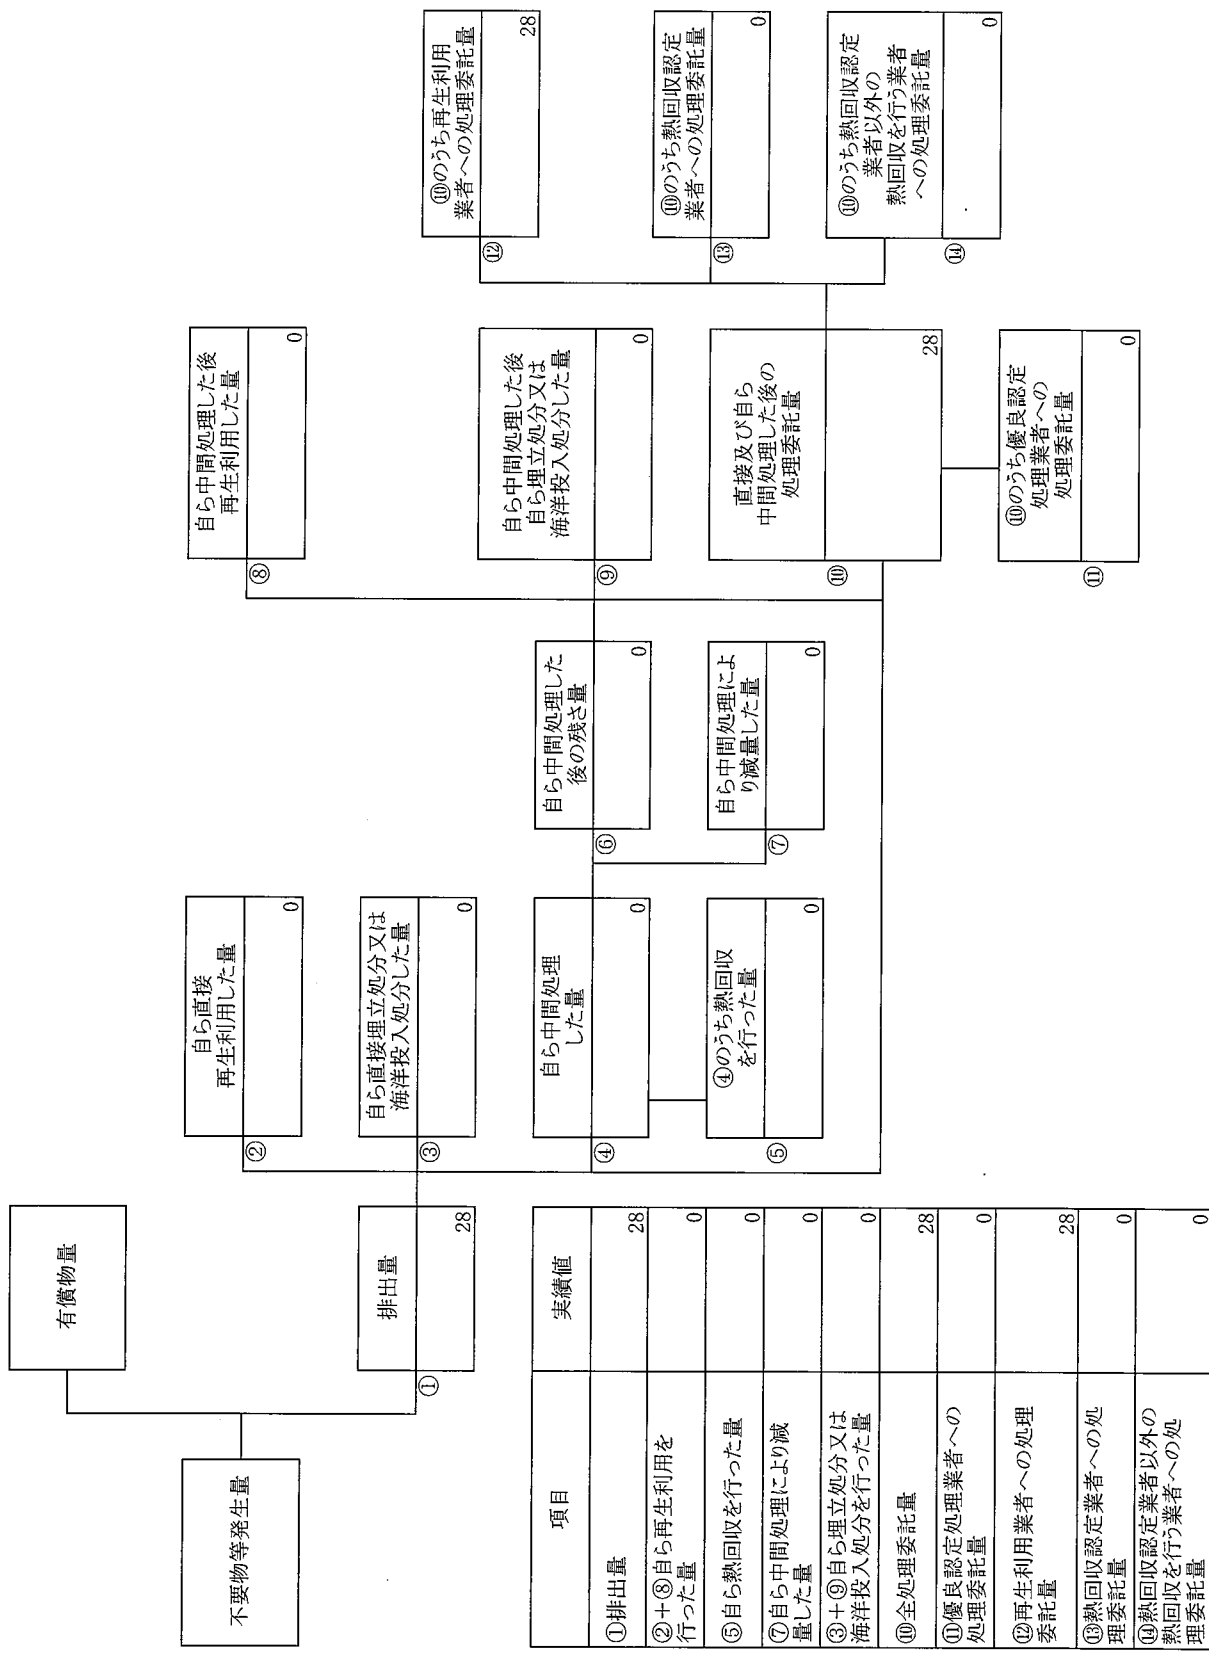 有償物量
不要物等発生量
排出量
①
28
自ら直接
再生利用した量
②
0
自ら直接埋立処分又は
海洋投入処分した量
③
0
自ら中間処理
した量
④
0
④のうち熱回収
を行った量
⑤
0
自ら中間処理した
後の残さ量
⑥
0
自ら中間処理によ
り減量した量
⑦
0
自ら中間処理した後
再生利用した量
⑧
0
自ら中間処理した後
自ら埋立処分又は
海洋投入処分した量
⑨
0
直接及び自ら
中間処理した後の
処理委託量
⑩
28
⑩のうち優良認定
処理業者への
処理委託量
⑪
0
⑩のうち再生利用
業者への処理委託量
⑫
28
⑩のうち熱回収認定
業者への処理委託量
⑬
0
⑩のうち熱回収認定
業者以外の
熱回収を行う業者
への処理委託量
⑭
0
項目 実績値
①排出量 28
②+⑧自ら再生利用を
行った量 0
⑤自ら熱回収を行った量 0
⑦自ら中間処理により減
量した量 0
③+⑨自ら埋立処分又は
海洋投入処分を行った量 0
⑩全処理委託量 28
⑪優良認定処理業者への
処理委託量 0
⑫再生利用業者への処理
委託量 28
⑬熱回収認定業者への処
理委託量 0
⑭熱回収認定業者以外の
熱回収を行う業者への処
理委託量 0